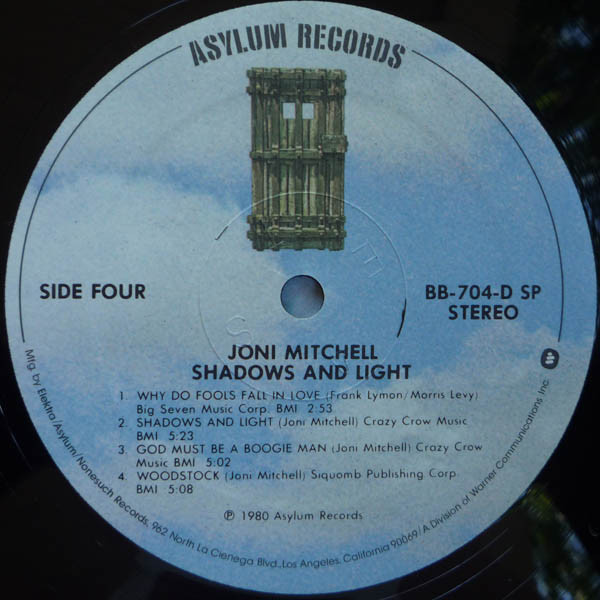 ASYLUM RECORDS
SIDE FOUR
BB-704-D SP
STEREO
JONI MITCHELL
SHADOWS AND LIGHT
1. WHY DO FOOLS FALL IN LOVE (Frank Lymon/Morris Levy)
Big Seven Music Corp. BMI 2:53
2. SHADOWS AND LIGHT (Joni Mitchell) Crazy Crow Music
BMI 5:23
3. GOD MUST BE A BOOGIE MAN (Joni Mitchell) Crazy Crow
Music BMI 5:02
4. WOODSTOCK (Joni Mitchell) Siquomb Publishing Corp.
BMI 5:08
℗ 1980 Asylum Records
Mfg. by Elektra/Asylum/Nonesuch Records, 962 North La Cienega Blvd., Los Angeles, California 90069/A Division of Warner Communications Inc.